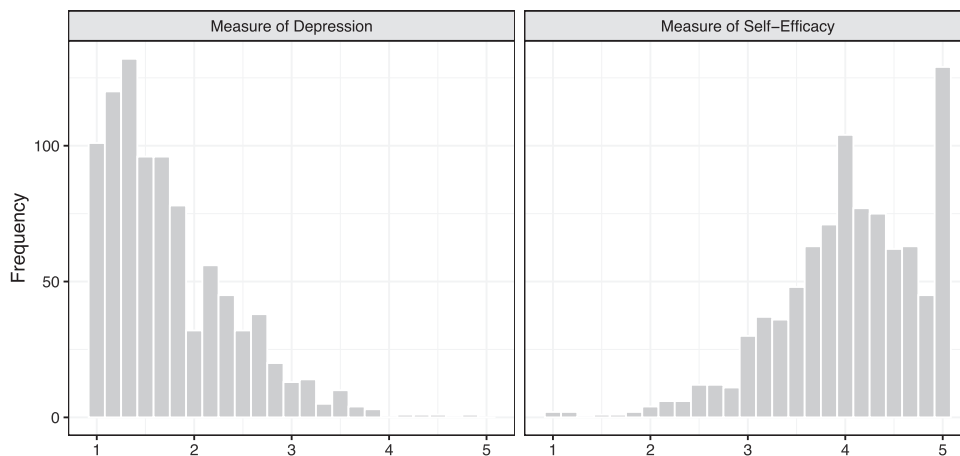 Measure of Depression
Measure of Self−Efficacy
Frequency
100
50
0
1 2 3 4 5
1 2 3 4 5